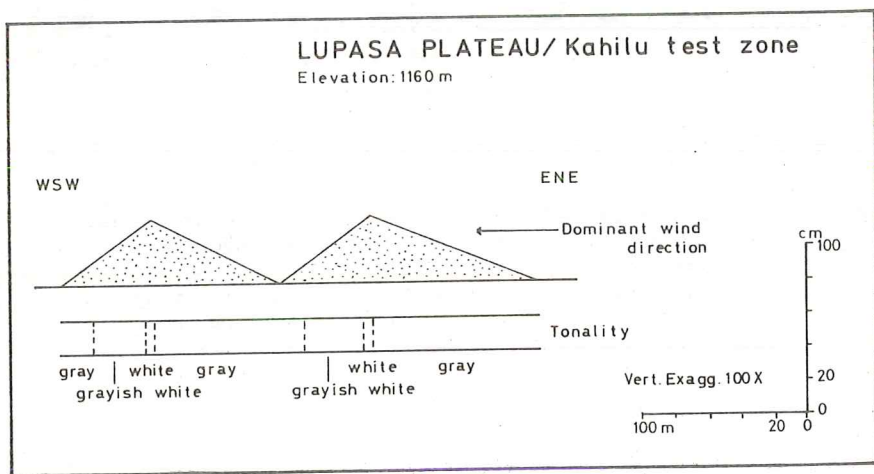 LUPASA PLATEAU/ Kahilu test zone
Elevation: 1160 m
WSW
ENE
Dominant wind
direction
cm
100
Tonality
gray
white
gray
white
gray
grayish white
grayish white
Vert. Exagg. 100 X
20
0
100 m
20
0